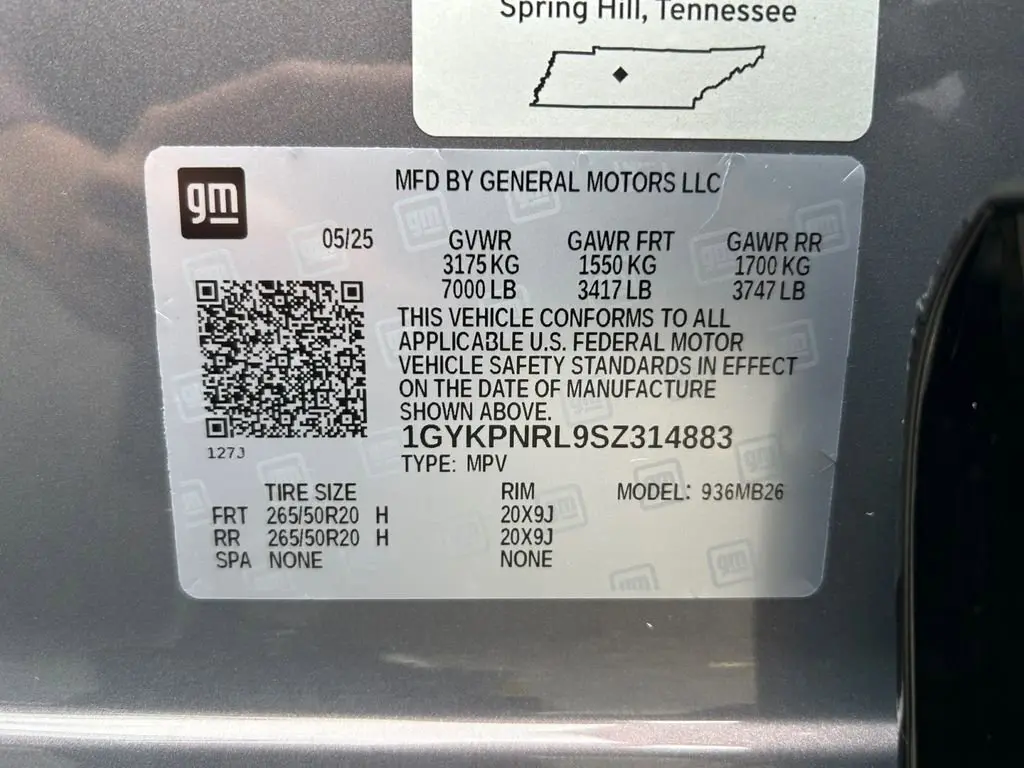 Spring Hill, Tennessee
gm
MFD BY GENERAL MOTORS LLC
05/25 GVWR GAWR FRT GAWR RR
3175 KG 1550 KG 1700 KG
7000 LB 3417 LB 3747 LB
THIS VEHICLE CONFORMS TO ALL
APPLICABLE U.S. FEDERAL MOTOR
VEHICLE SAFETY STANDARDS IN EFFECT
ON THE DATE OF MANUFACTURE
SHOWN ABOVE.
1GYKPNRL9SZ314883
127J
TYPE: MPV
TIRE SIZE RIM MODEL: 936MB26
FRT 265/50R20 H 20X9J
RR 265/50R20 H 20X9J
SPA NONE NONE